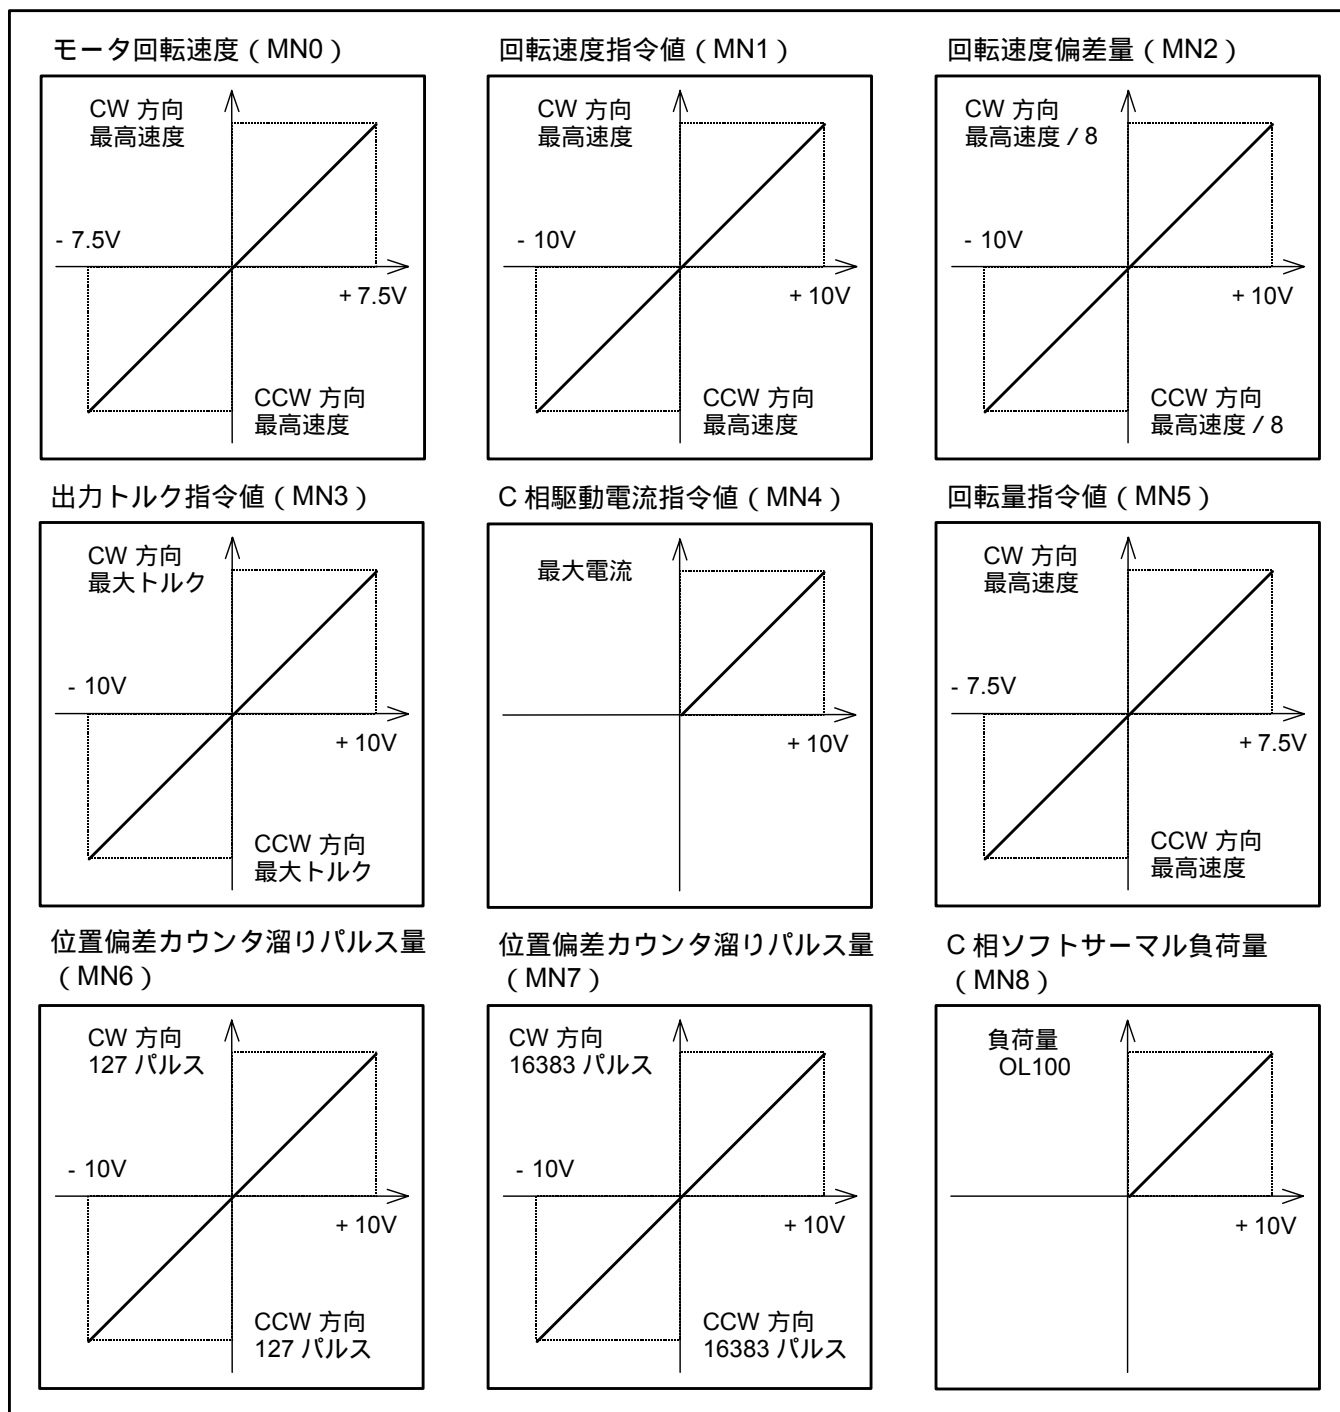 モータ回転速度(MN0)
CW 方向
最高速度
- 7.5V
+ 7.5V
CCW 方向
最高速度
回転速度指令値(MN1)
CW 方向
最高速度
- 10V
+ 10V
CCW 方向
最高速度
回転速度偏差量(MN2)
CW 方向
最高速度 / 8
- 10V
+ 10V
CCW 方向
最高速度 / 8
出力トルク指令値(MN3)
CW 方向
最大トルク
- 10V
+ 10V
CCW 方向
最大トルク
C 相駆動電流指令値(MN4)
最大電流
+ 10V
回転量指令値(MN5)
CW 方向
最高速度
- 7.5V
+ 7.5V
CCW 方向
最高速度
位置偏差カウンタ溜りパルス量
(MN6)
CW 方向
127 パルス
- 10V
+ 10V
CCW 方向
127 パルス
位置偏差カウンタ溜りパルス量
(MN7)
CW 方向
16383 パルス
- 10V
+ 10V
CCW 方向
16383 パルス
C 相ソフトサーマル負荷量
(MN8)
負荷量
OL100
+ 10V